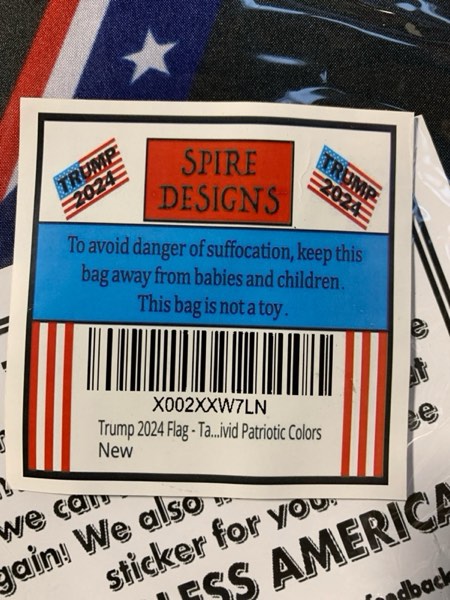 TRUMP
2024
SPIRE
DESIGNS
TRUMP
2024
To avoid danger of suffocation, keep this
bag away from babies and children.
This bag is not a toy.
X002XXW7LN
Trump 2024 Flag - Ta...ivid Patriotic Colors
New
we can
gain! We also
sticker for you
LESS AMERICA
feedback